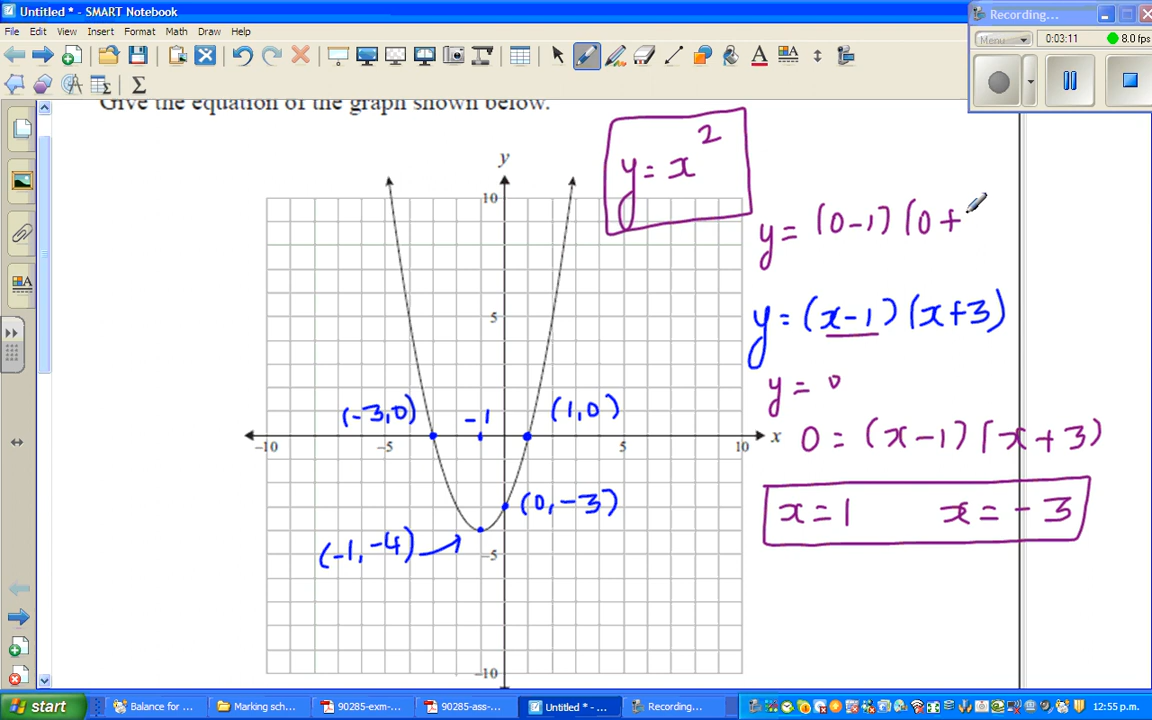 Untitled * - SMART Notebook
Recording...
File Edit View Insert Format Math Draw Help
Menu
0:03:11
8.0 fps
Give the equation of the graph shown below.
y = x²
y
10
y = (0-1) (0+
5
y = (x-1) (x+3)
y = 0
(-3,0) -1 (1,0)
0 = (x-1) (x+3)
-10 -5 5 10 x
(0,-3)
x = 1 x = -3
(-1,-4)
-5
-10
start
Balance for ...
Marking sch...
90285-exm-...
90285-ass-...
Untitled * - ...
Recording...
12:55 p.m.